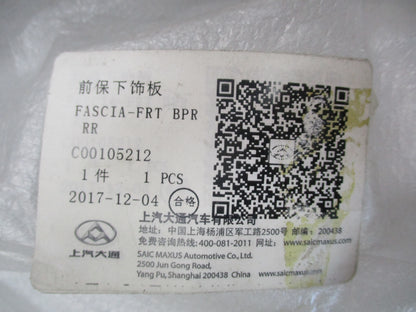 前保下饰板
FASCIA-FRT BPR
RR
C00105212
1 件 1 PCS
2017-12-04 合格
上汽大通汽车有限公司
地址：中国上海杨浦区军工路2500号 邮编：200438
免费咨询热线:400-081-2011 网址：www.saicmaxus.com
上汽大通
SAIC MAXUS Automotive Co., Ltd.
2500 Jun Gong Road,
Yang Pu, Shanghai 200438 China www.saicmaxus.com